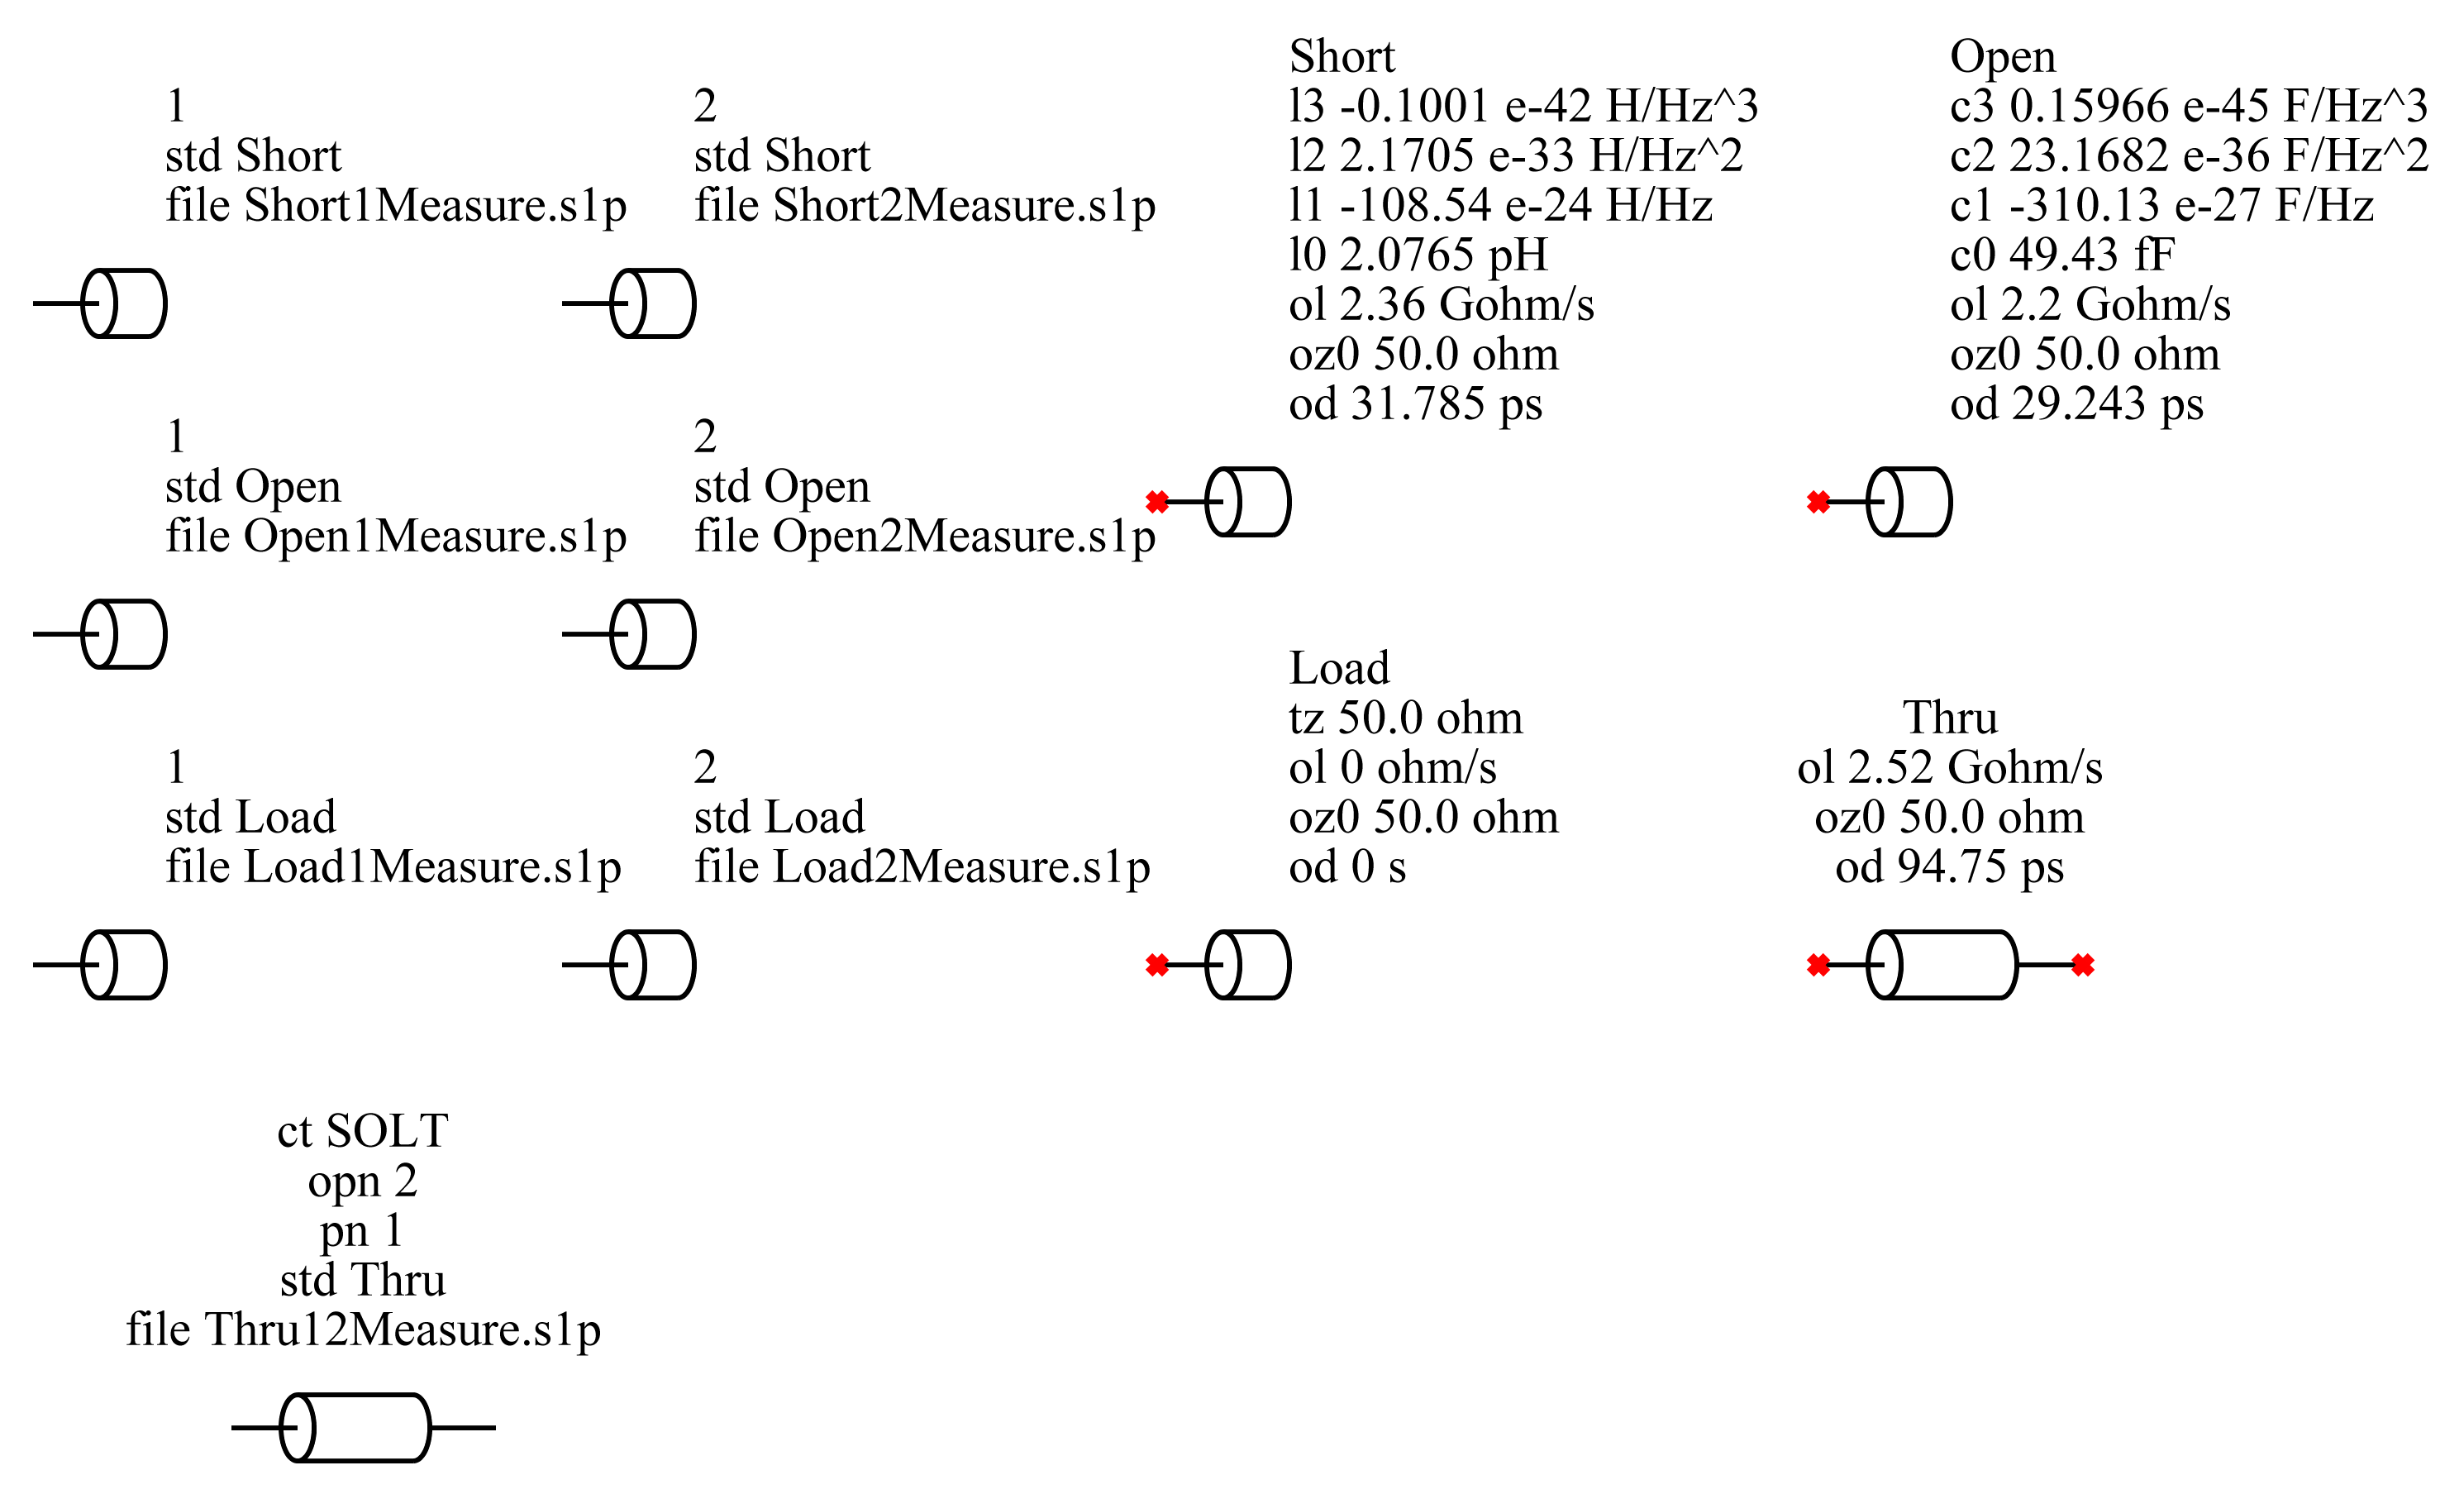 1
std Short
file Short1Measure.s1p
2
std Short
file Short2Measure.s1p
Short
l3 -0.1001 e-42 H/Hz^3
l2 2.1705 e-33 H/Hz^2
l1 -108.54 e-24 H/Hz
l0 2.0765 pH
ol 2.36 Gohm/s
oz0 50.0 ohm
od 31.785 ps
Open
c3 0.15966 e-45 F/Hz^3
c2 23.1682 e-36 F/Hz^2
c1 -310.13 e-27 F/Hz
c0 49.43 fF
ol 2.2 Gohm/s
oz0 50.0 ohm
od 29.243 ps
1
std Open
file Open1Measure.s1p
2
std Open
file Open2Measure.s1p
1
std Load
file Load1Measure.s1p
2
std Load
file Load2Measure.s1p
Load
tz 50.0 ohm
ol 0 ohm/s
oz0 50.0 ohm
od 0 s
Thru
ol 2.52 Gohm/s
oz0 50.0 ohm
od 94.75 ps
ct SOLT
opn 2
pn 1
std Thru
file Thru12Measure.s1p